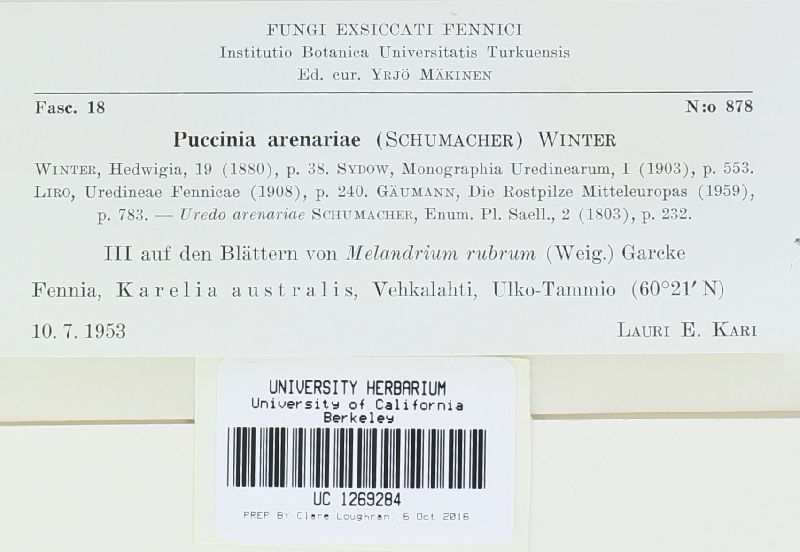 FUNGI EXSICCATI FENNICI
Institutio Botanica Universitatis Turkuensis
Ed. cur. YRJÖ MÄKINEN
Fasc. 18 N:o 878
Puccinia arenariae (SCHUMACHER) WINTER
WINTER, Hedwigia, 19 (1880), p. 38. SYDOW, Monographia Uredinearum, 1 (1903), p. 553.
LIRO, Uredineae Fennicae (1908), p. 240. GÄUMANN, Die Rostpilze Mitteleuropas (1959),
p. 783. — Uredo arenariae SCHUMACHER, Enum. Pl. Saell., 2 (1803), p. 232.
III auf den Blättern von Melandrium rubrum (Weig.) Garcke
Fennia, Karelia australis, Vehkalahti, Ulko-Tammio (60°21′ N)
10. 7. 1953 LAURI E. KARI
UNIVERSITY HERBARIUM
University of California
Berkeley
UC 1269284
PREP BY Clare Loughran, 6 Oct 2016